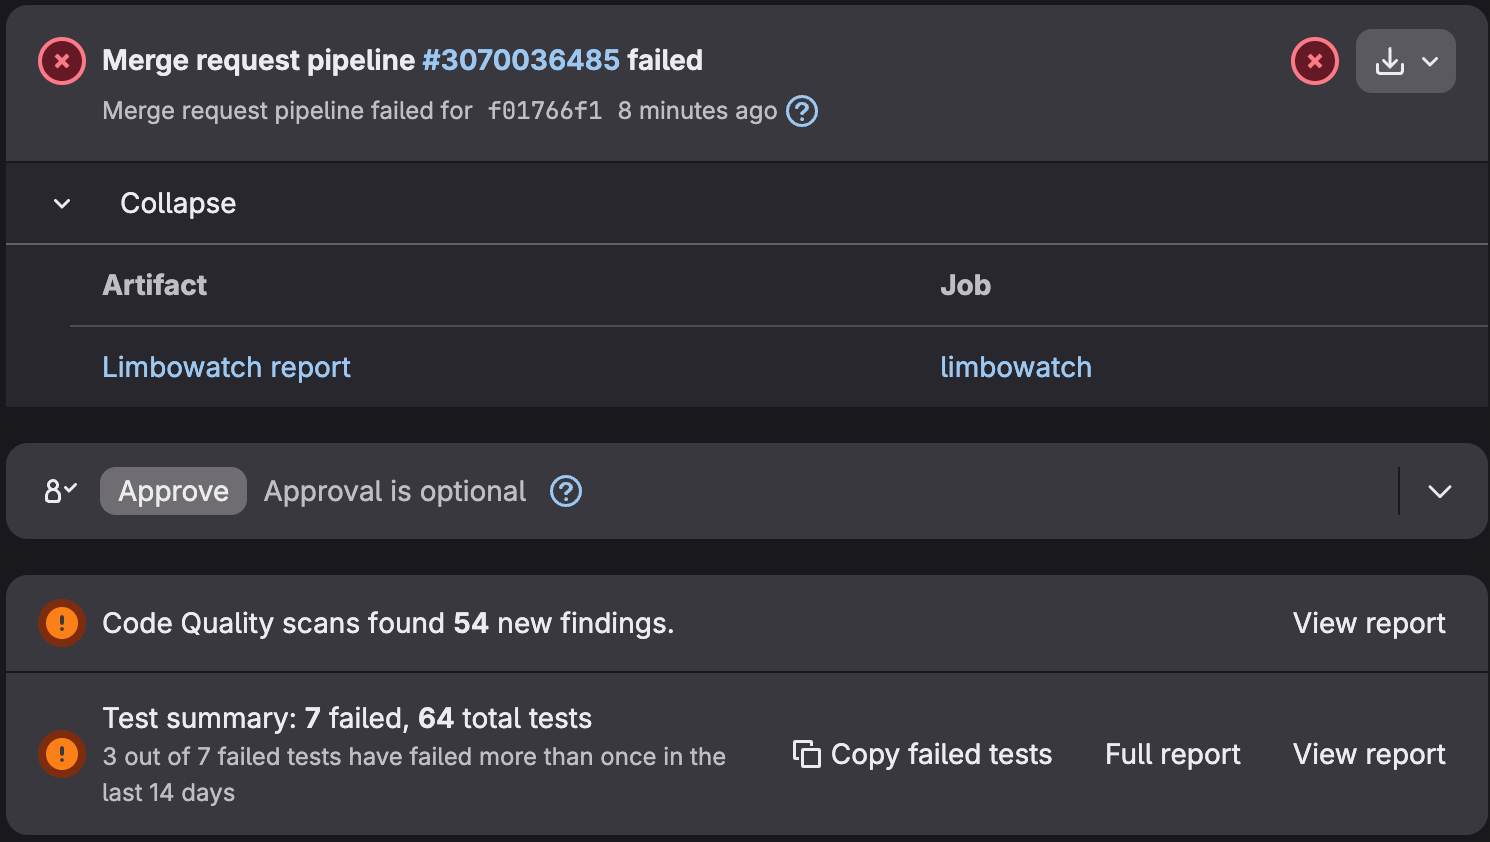 Merge request pipeline #3070036485 failed
Merge request pipeline failed for f01766f1 8 minutes ago
Collapse
Artifact Job
Limbowatch report limbowatch
Approve Approval is optional
Code Quality scans found 54 new findings. View report
Test summary: 7 failed, 64 total tests
3 out of 7 failed tests have failed more than once in the
last 14 days
Copy failed tests Full report View report